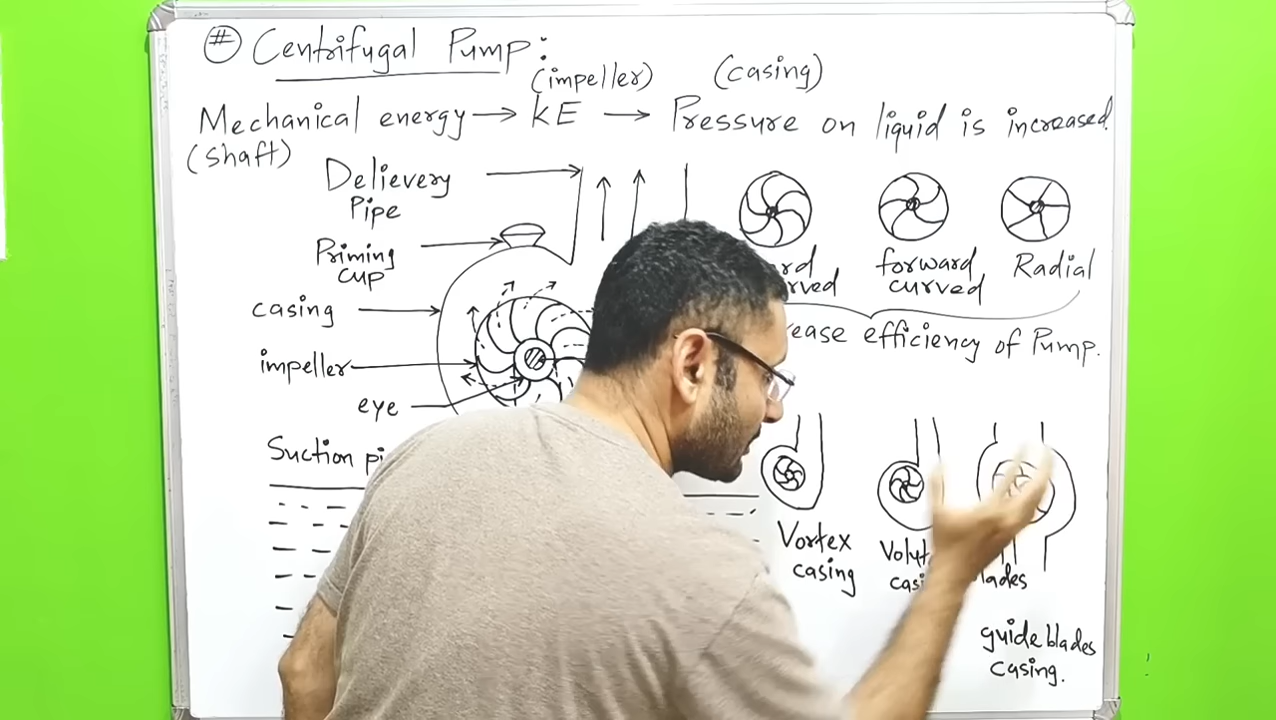 # Centrifugal Pump:
(impeller) (casing)
Mechanical energy → KE → Pressure on liquid is increased.
(shaft)
Delievery
Pipe
Priming
cup
casing
impeller
eye
Suction
forward
curved
Radial
efficiency of Pump.
Vortex
casing
guide blades
casing.